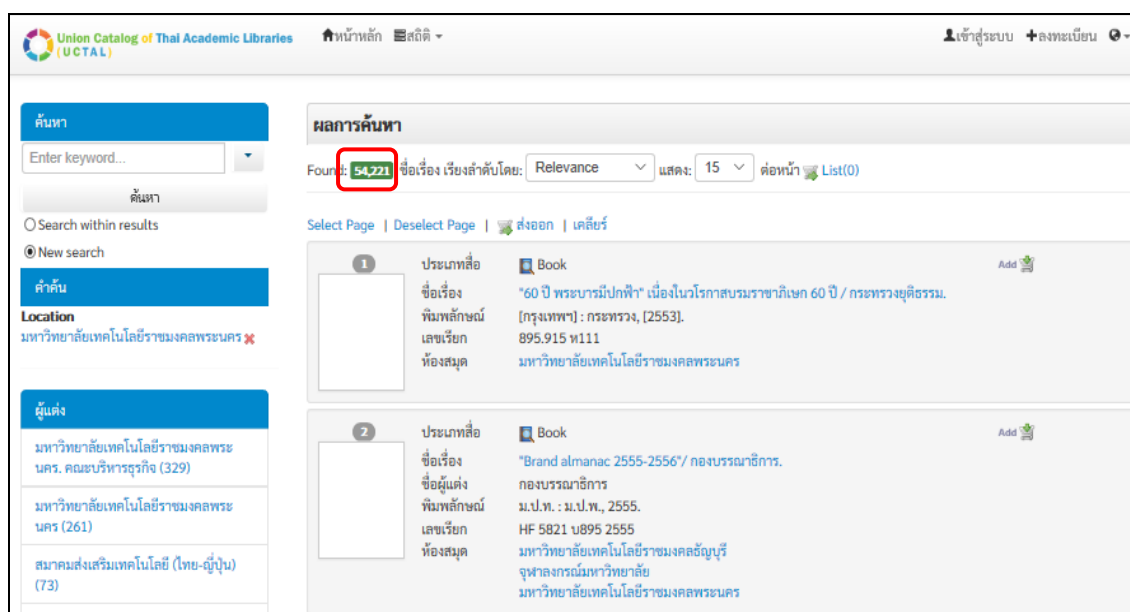 Union Catalog of Thai Academic Libraries
(UCTAL)
หน้าหลัก สถิติ
เข้าสู่ระบบ ลงทะเบียน
ค้นหา
Enter keyword...
ค้นหา
Search within results
New search
คำค้น
Location
มหาวิทยาลัยเทคโนโลยีราชมงคลพระนคร
ผู้แต่ง
มหาวิทยาลัยเทคโนโลยีราชมงคลพระ
นคร. คณะบริหารธุรกิจ (329)
มหาวิทยาลัยเทคโนโลยีราชมงคลพระ
นคร (261)
สมาคมส่งเสริมเทคโนโลยี (ไทย-ญี่ปุ่น)
(73)
ผลการค้นหา
Found: 54,221 ชื่อเรื่อง เรียงลำดับโดย: Relevance แสดง: 15 ต่อหน้า List(0)
Select Page | Deselect Page | ส่งออก | เคลียร์
1 ประเภทสื่อ Book Add
ชื่อเรื่อง "60 ปี พระบารมีปกฟ้า" เนื่องในวโรกาสบรมราชาภิเษก 60 ปี / กระทรวงยุติธรรม.
พิมพลักษณ์ [กรุงเทพฯ] : กระทรวง, [2553].
เลขเรียก 895.915 ห111
ห้องสมุด มหาวิทยาลัยเทคโนโลยีราชมงคลพระนคร
2 ประเภทสื่อ Book Add
ชื่อเรื่อง "Brand almanac 2555-2556"/ กองบรรณาธิการ.
ชื่อผู้แต่ง กองบรรณาธิการ
พิมพลักษณ์ ม.ป.ท. : ม.ป.พ., 2555.
เลขเรียก HF 5821 บ895 2555
ห้องสมุด มหาวิทยาลัยเทคโนโลยีราชมงคลธัญบุรี
จุฬาลงกรณ์มหาวิทยาลัย
มหาวิทยาลัยเทคโนโลยีราชมงคลพระนคร